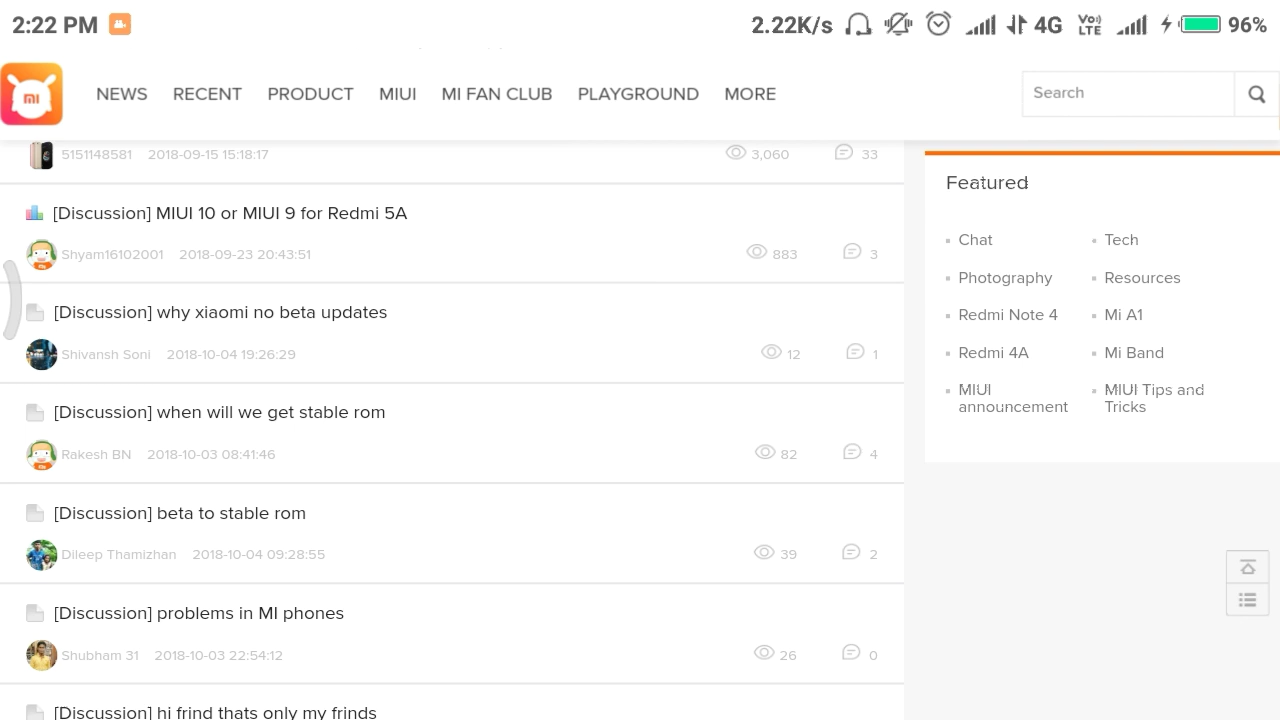 2:22 PM 2.22K/s 4G Vo)) LTE 96%
mi NEWS RECENT PRODUCT MIUI MI FAN CLUB PLAYGROUND MORE Search
5151148581 2018-09-15 15:18:17 3,060 33
[Discussion] MIUI 10 or MIUI 9 for Redmi 5A
Shyam16102001 2018-09-23 20:43:51 883 3
[Discussion] why xiaomi no beta updates
Shivansh Soni 2018-10-04 19:26:29 12 1
[Discussion] when will we get stable rom
Rakesh BN 2018-10-03 08:41:46 82 4
[Discussion] beta to stable rom
Dileep Thamizhan 2018-10-04 09:28:55 39 2
[Discussion] problems in MI phones
Shubham 31 2018-10-03 22:54:12 26 0
[Discussion] hi frind thats only my frinds
Featured
Chat Tech
Photography Resources
Redmi Note 4 Mi A1
Redmi 4A Mi Band
MIUI MIUI Tips and
announcement Tricks